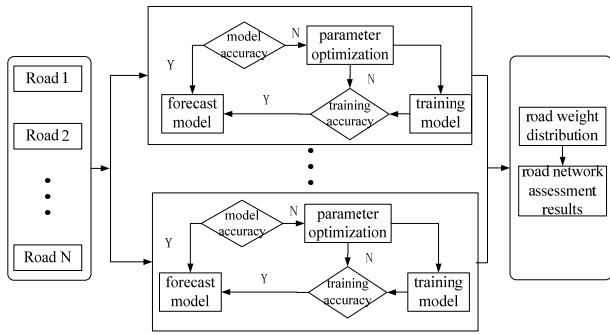 Road 1
Road 2
Road N
model
accuracy
N
parameter
optimization
Y
N
Y
forecast
model
training accuracy
training
model
model
accuracy
N
parameter
optimization
Y
N
Y
forecast
model
training accuracy
training
model
road weight
distribution
road network
assessment
results